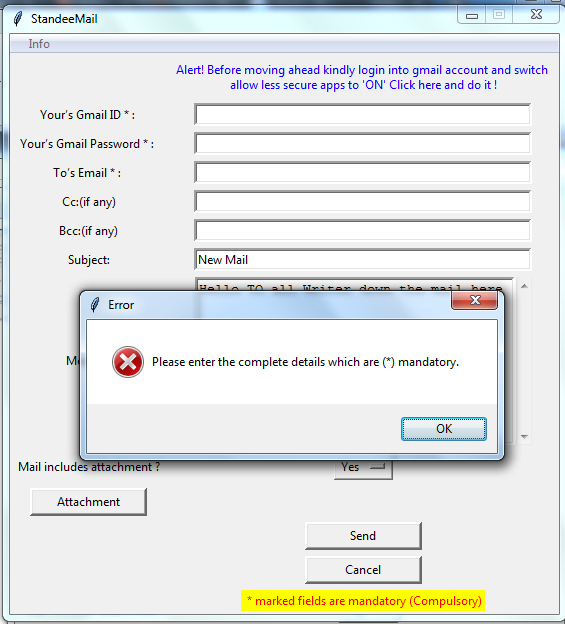 StandeeMail
Info
Alert! Before moving ahead kindly login into gmail account and switch
allow less secure apps to 'ON' Click here and do it !
Your's Gmail ID * :
Your's Gmail Password * :
To's Email * :
Cc:(if any)
Bcc:(if any)
Subject:
New Mail
Hello TO all Writer down the mail here
Error
Please enter the complete details which are (*) mandatory.
OK
Mail includes attachment ?
Yes
Attachment
Send
Cancel
* marked fields are mandatory (Compulsory)